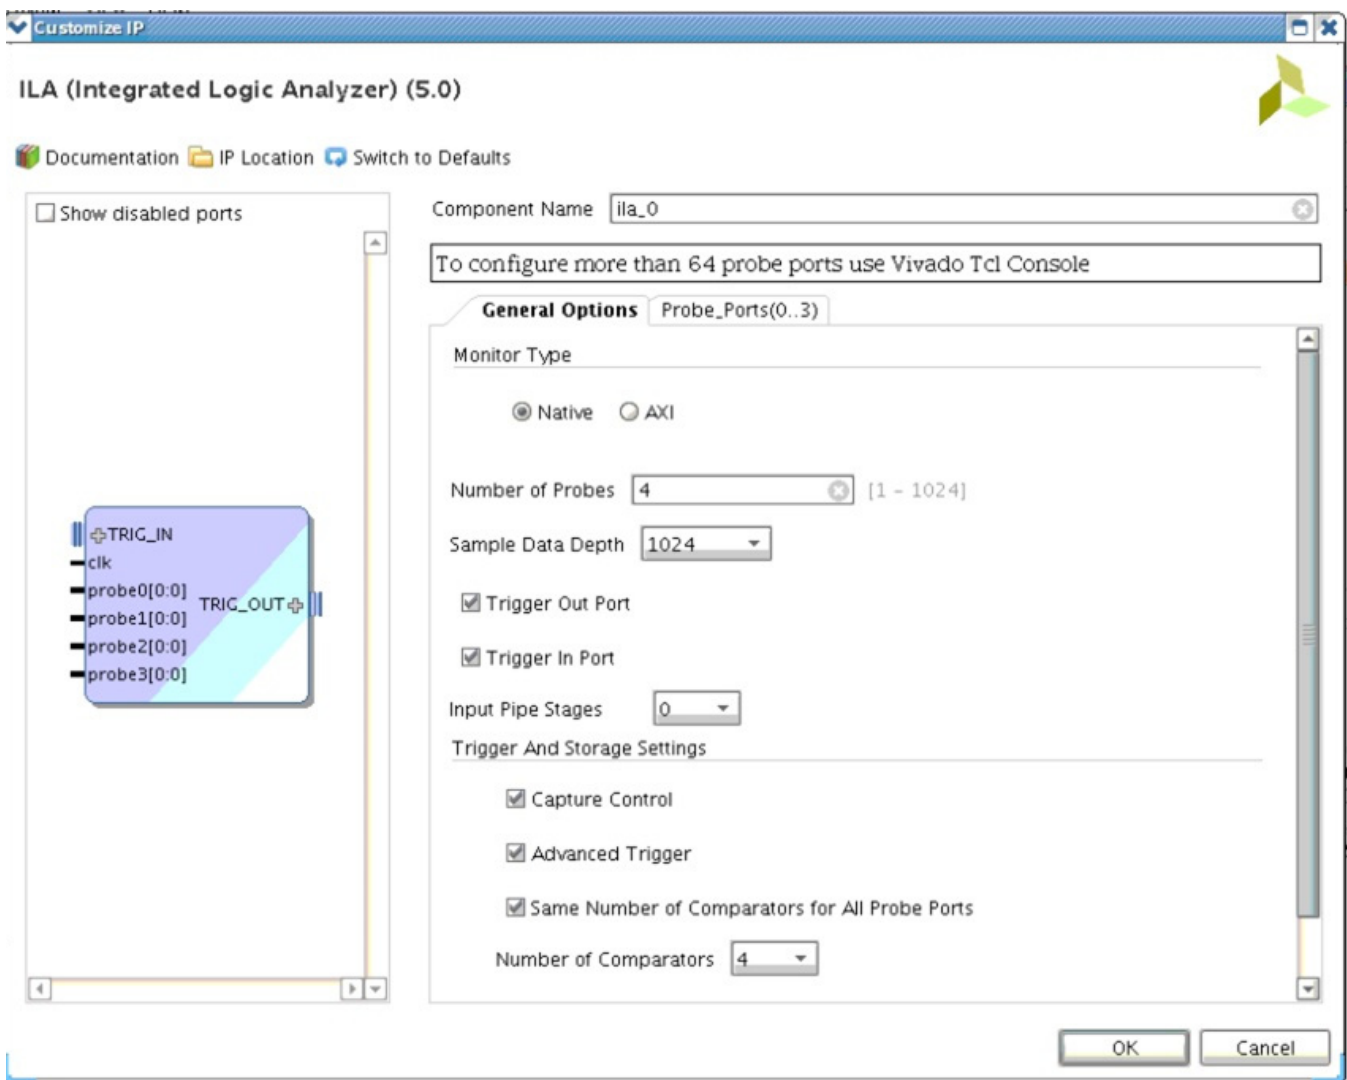 Customize IP
ILA (Integrated Logic Analyzer) (5.0)
Documentation IP Location Switch to Defaults
Show disabled ports
Component Name ila_0
To configure more than 64 probe ports use Vivado Tcl Console
General Options Probe_Ports(0..3)
Monitor Type
Native AXI
Number of Probes 4 [1 - 1024]
Sample Data Depth 1024
Trigger Out Port
Trigger In Port
Input Pipe Stages 0
Trigger And Storage Settings
Capture Control
Advanced Trigger
Same Number of Comparators for All Probe Ports
Number of Comparators 4
TRIG_IN
clk
probe0[0:0]
TRIG_OUT
probe1[0:0]
probe2[0:0]
probe3[0:0]
OK Cancel